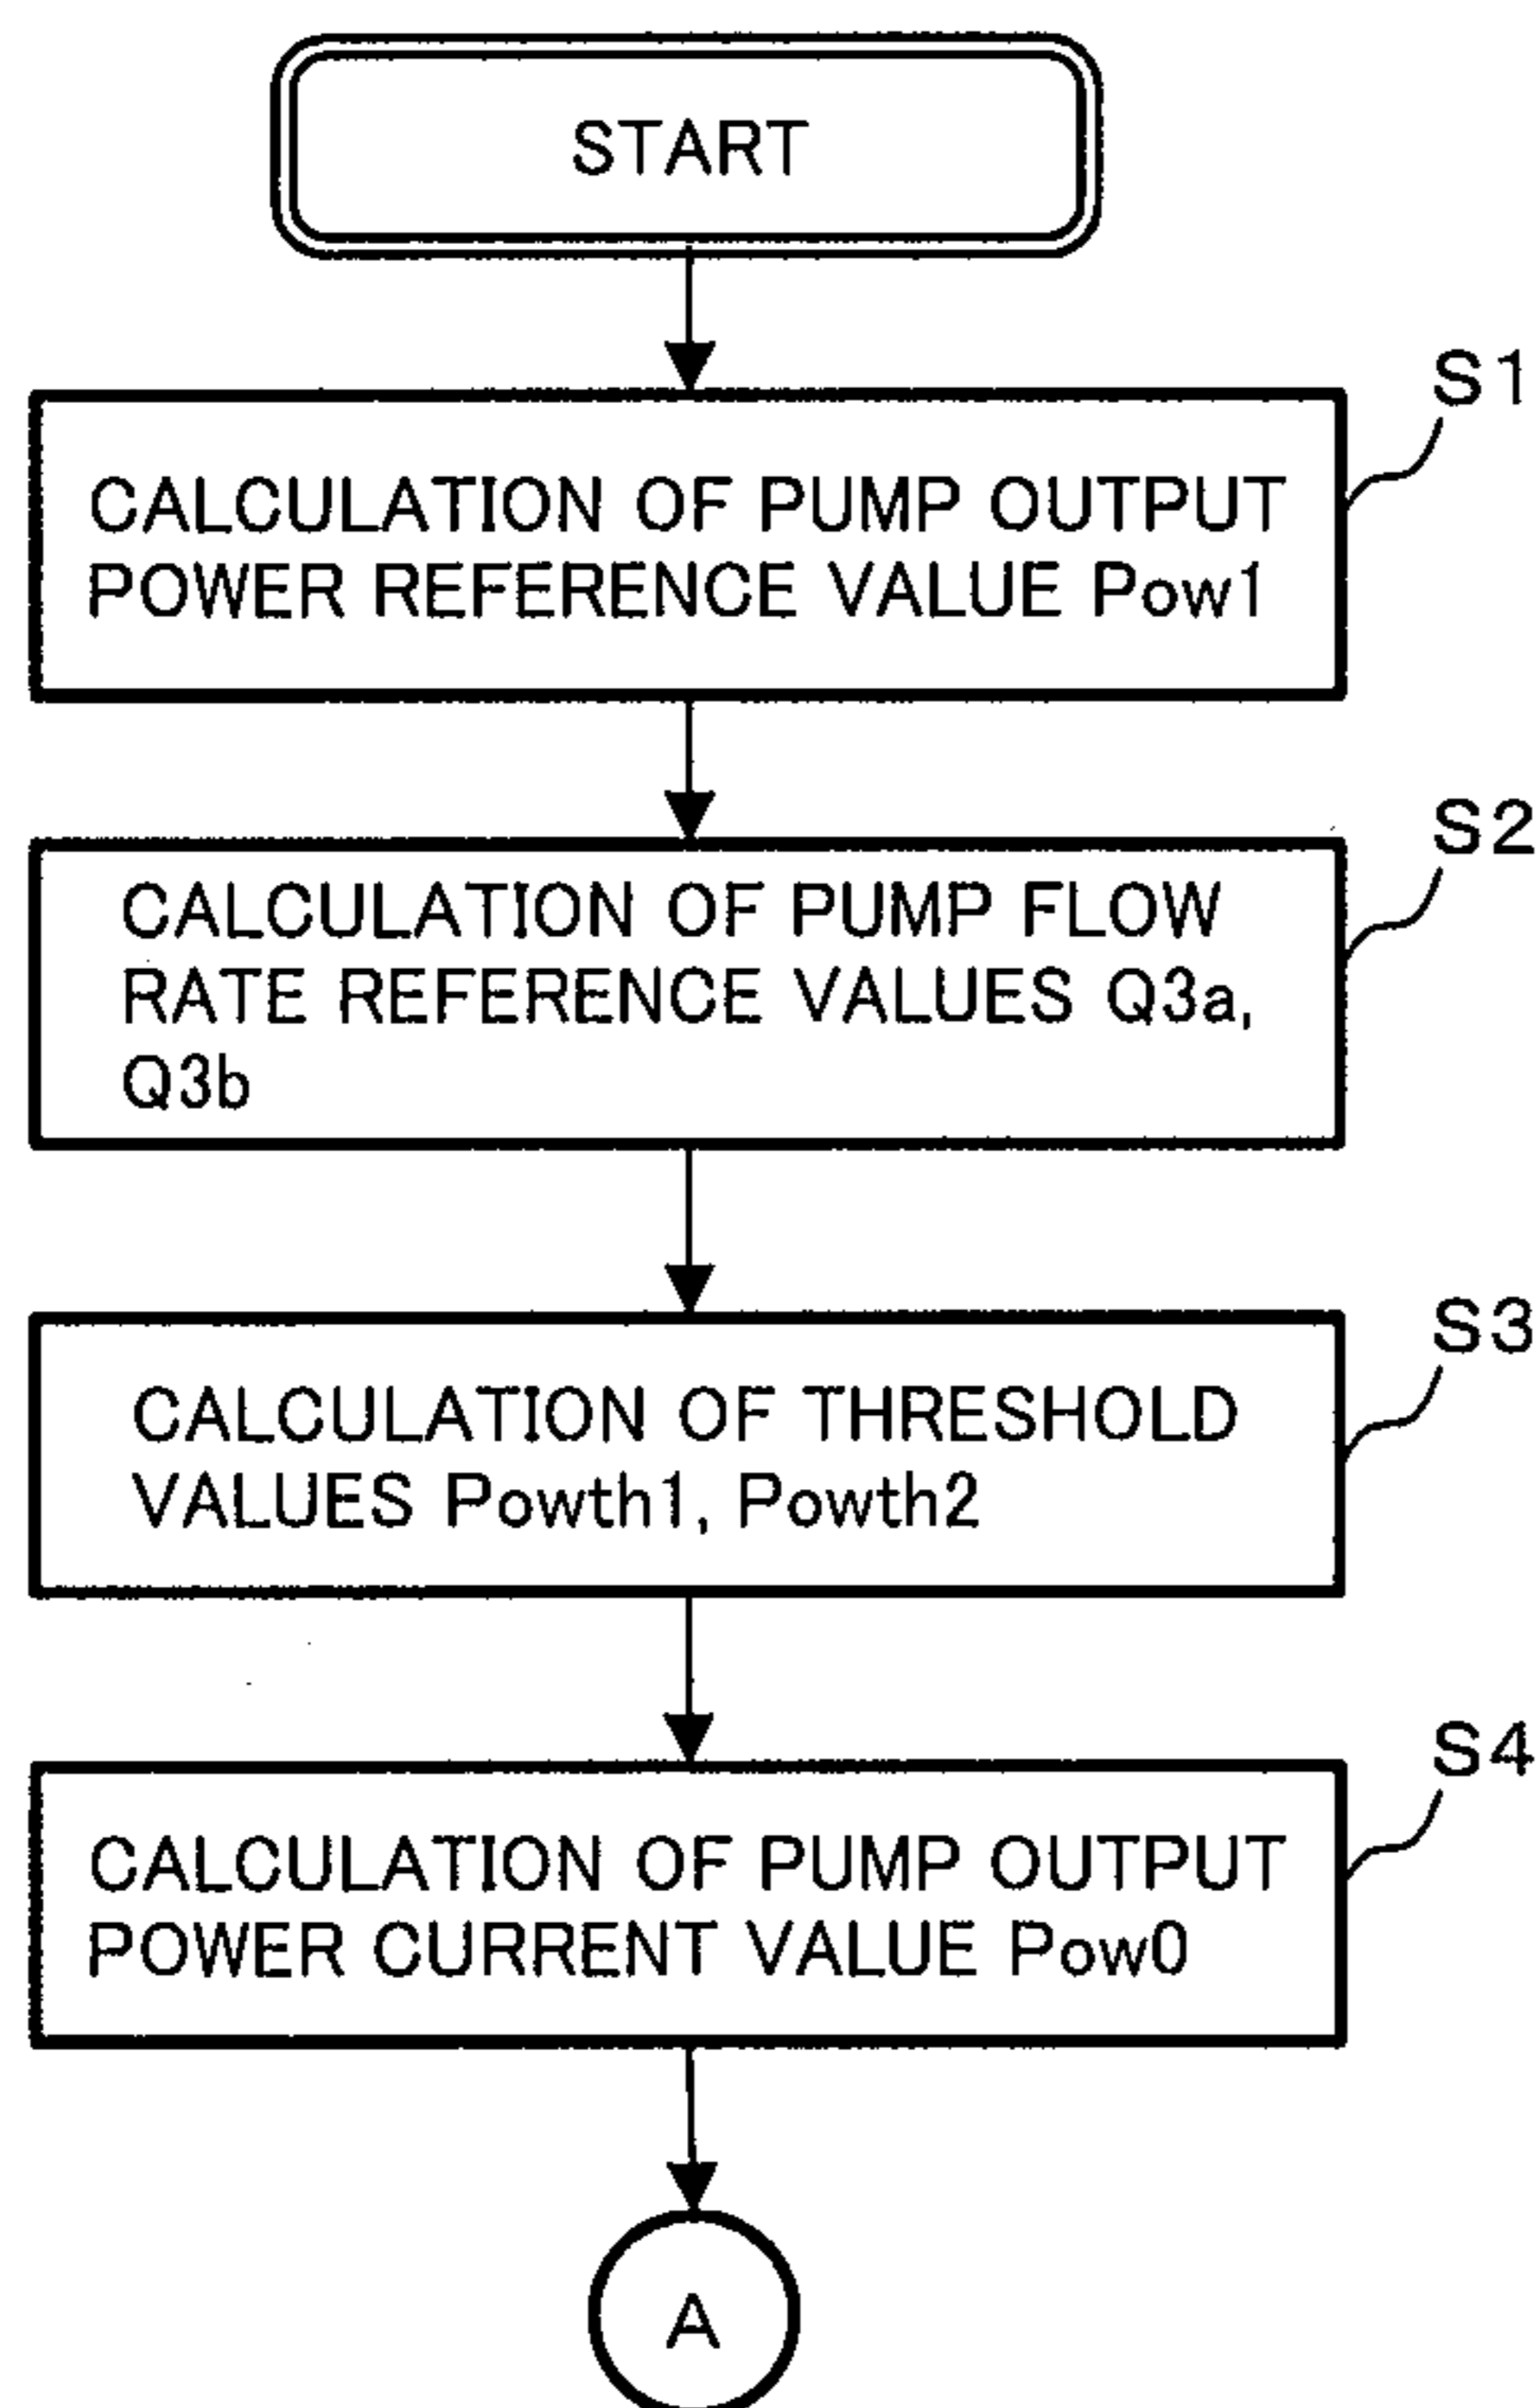 START
S1
CALCULATION OF PUMP OUTPUT
POWER REFERENCE VALUE Pow1
S2
CALCULATION OF PUMP FLOW
RATE REFERENCE VALUES Q3a,
Q3b
S3
CALCULATION OF THRESHOLD
VALUES Powth1, Powth2
S4
CALCULATION OF PUMP OUTPUT
POWER CURRENT VALUE Pow0
A